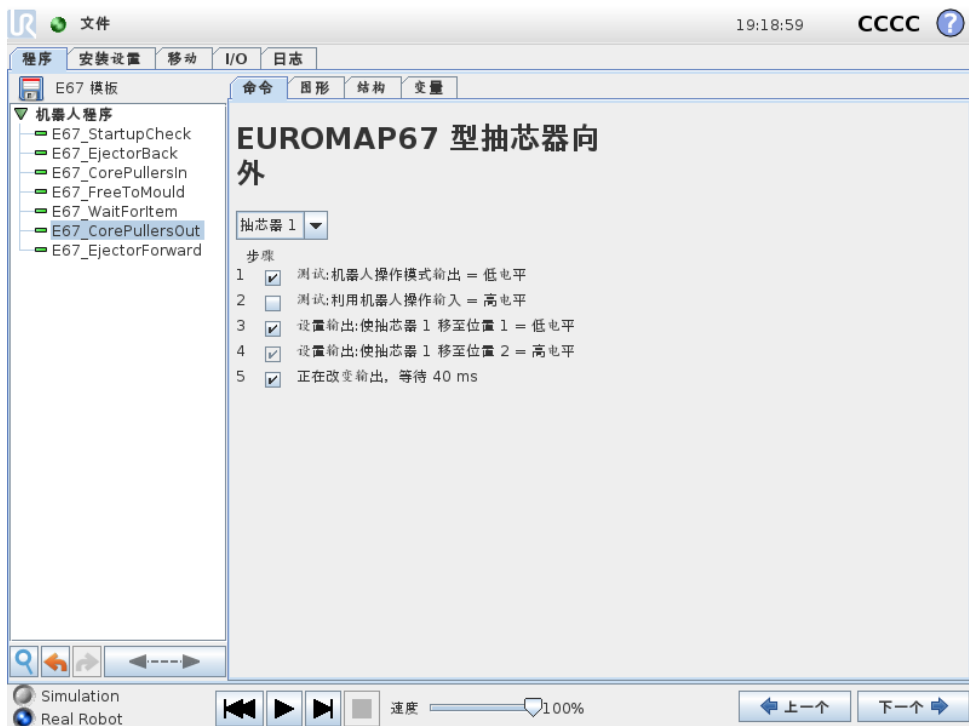 UR 文件 19:18:59 CCCC ?
程序 安装设置 移动 I/O 日志
E67 模板
命令 图形 结构 变量
机器人程序
E67_StartupCheck
E67_EjectorBack
E67_CorePullersIn
E67_FreeToMould
E67_WaitForItem
E67_CorePullersOut
E67_EjectorForward
EUROMAP67 型抽芯器向
外
抽芯器 1
步骤
1 测试:机器人操作模式输出 = 低电平
2 测试:利用机器人操作输入 = 高电平
3 设置输出:使抽芯器 1 移至位置 1 = 低电平
4 设置输出:使抽芯器 1 移至位置 2 = 高电平
5 正在改变输出，等待 40 ms
Simulation
Real Robot
速度 100%
上一个 下一个